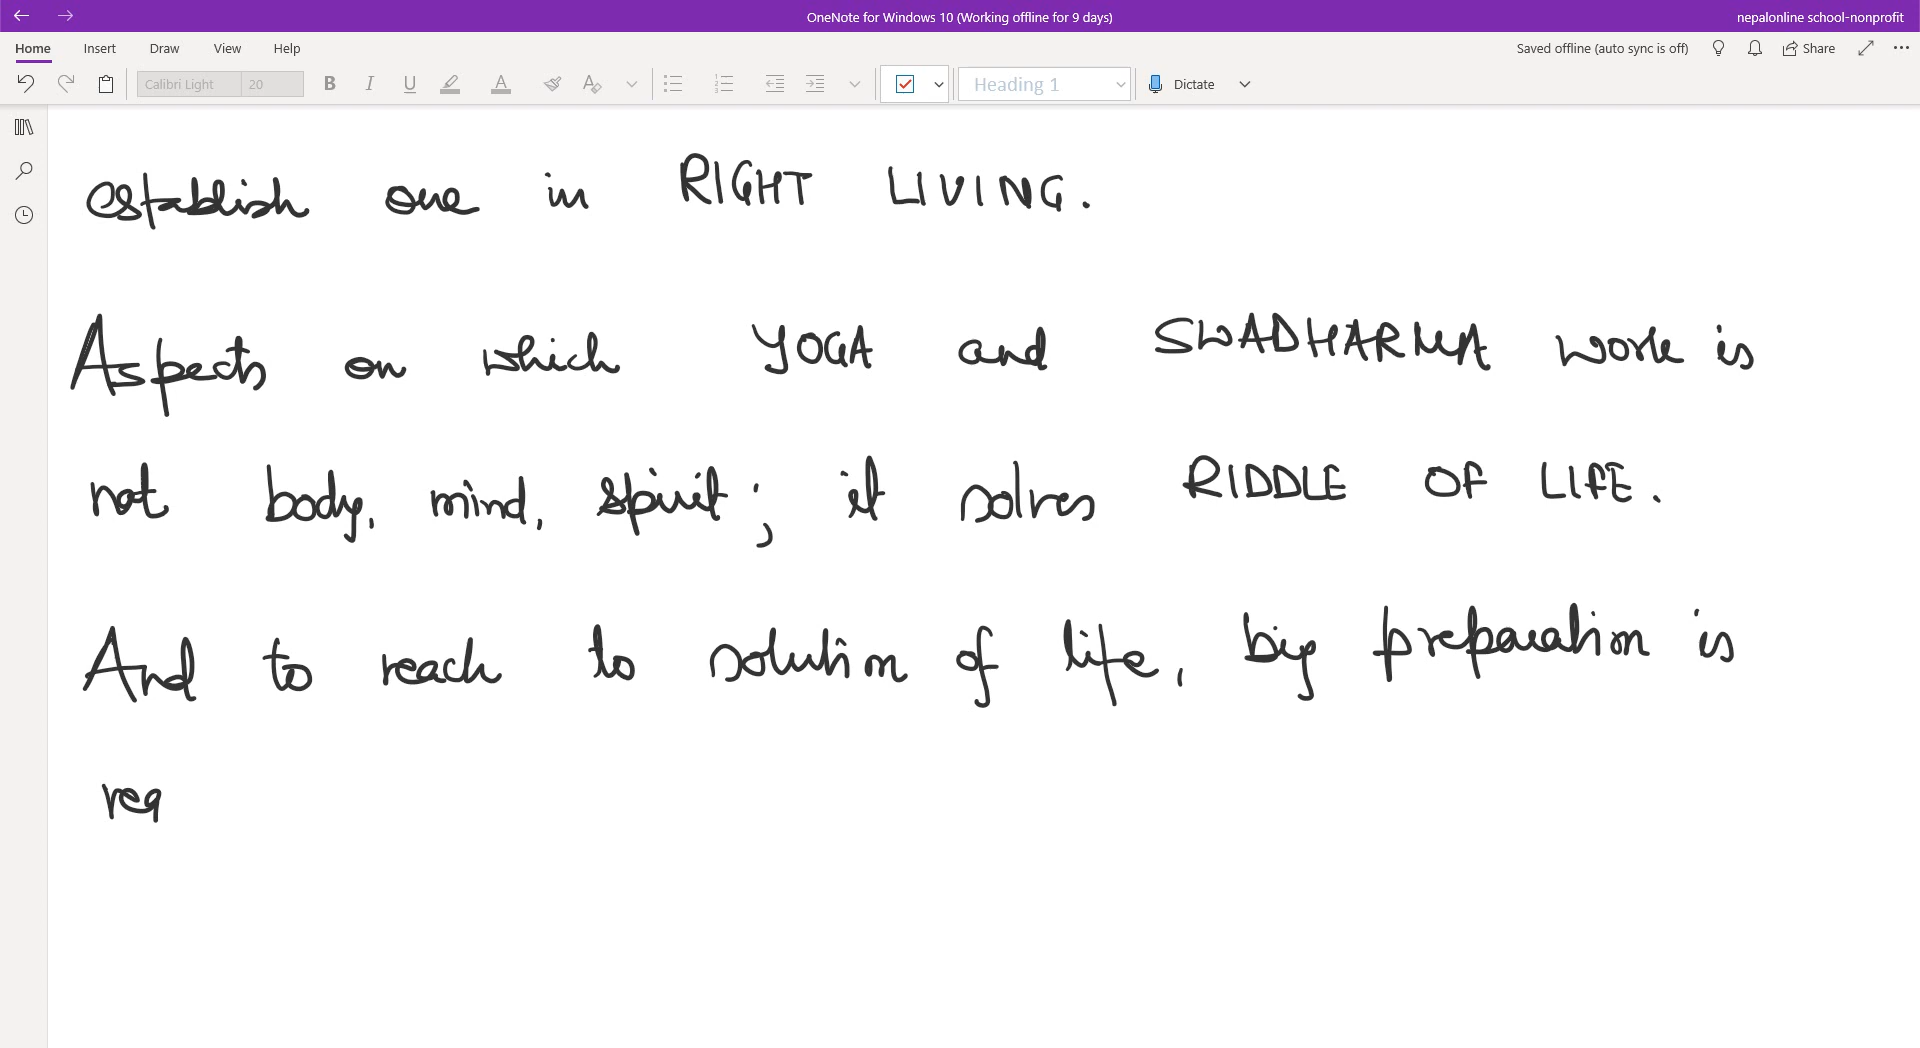 OneNote for Windows 10 (Working offline for 9 days)
nepalonline school-nonprofit
Home Insert Draw View Help
Saved offline (auto sync is off) Share
Calibri Light 20 B I U A A Heading 1 Dictate
establish one in RIGHT LIVING.
Aspects on which YOGA and SWADHARMA work is
not body, mind, spirit; it solves RIDDLE OF LIFE.
And to reach to solution of life, big preparation is
req